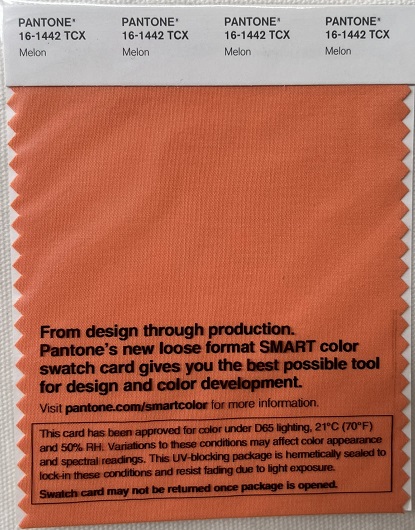 PANTONE® PANTONE® PANTONE® PANTONE®
16-1442 TCX 16-1442 TCX 16-1442 TCX 16-1442 TCX
Melon Melon Melon Melon
From design through production.
Pantone's new loose format SMART color
swatch card gives you the best possible tool
for design and color development.
Visit pantone.com/smartcolor for more information.
This card has been approved for color under D65 lighting, 21°C (70°F)
and 50% RH. Variations to these conditions may affect color appearance
and spectral readings. This UV-blocking package is hermetically sealed to
lock-in these conditions and resist fading due to light exposure.
Swatch card may not be returned once package is opened.